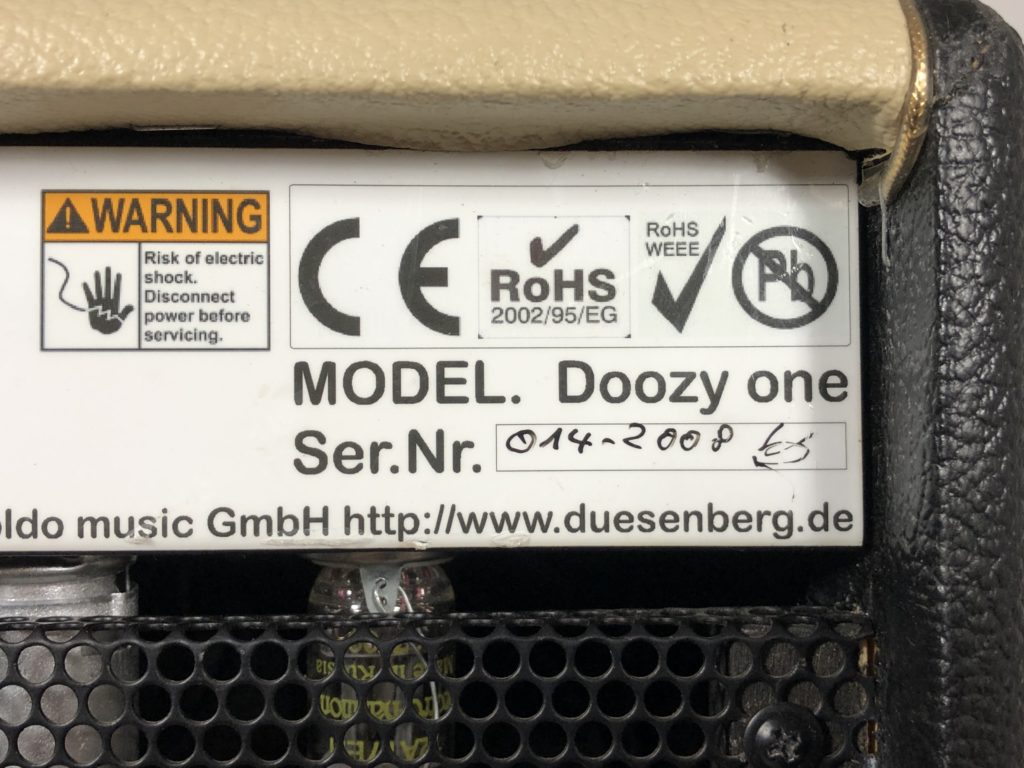 WARNING
Risk of electric
shock.
Disconnect
power before
servicing.
CE
RoHS
2002/95/EG
RoHS
WEEE
Pb
MODEL. Doozy one
Ser.Nr. 014-2008
oldo music GmbH http://www.duesenberg.de